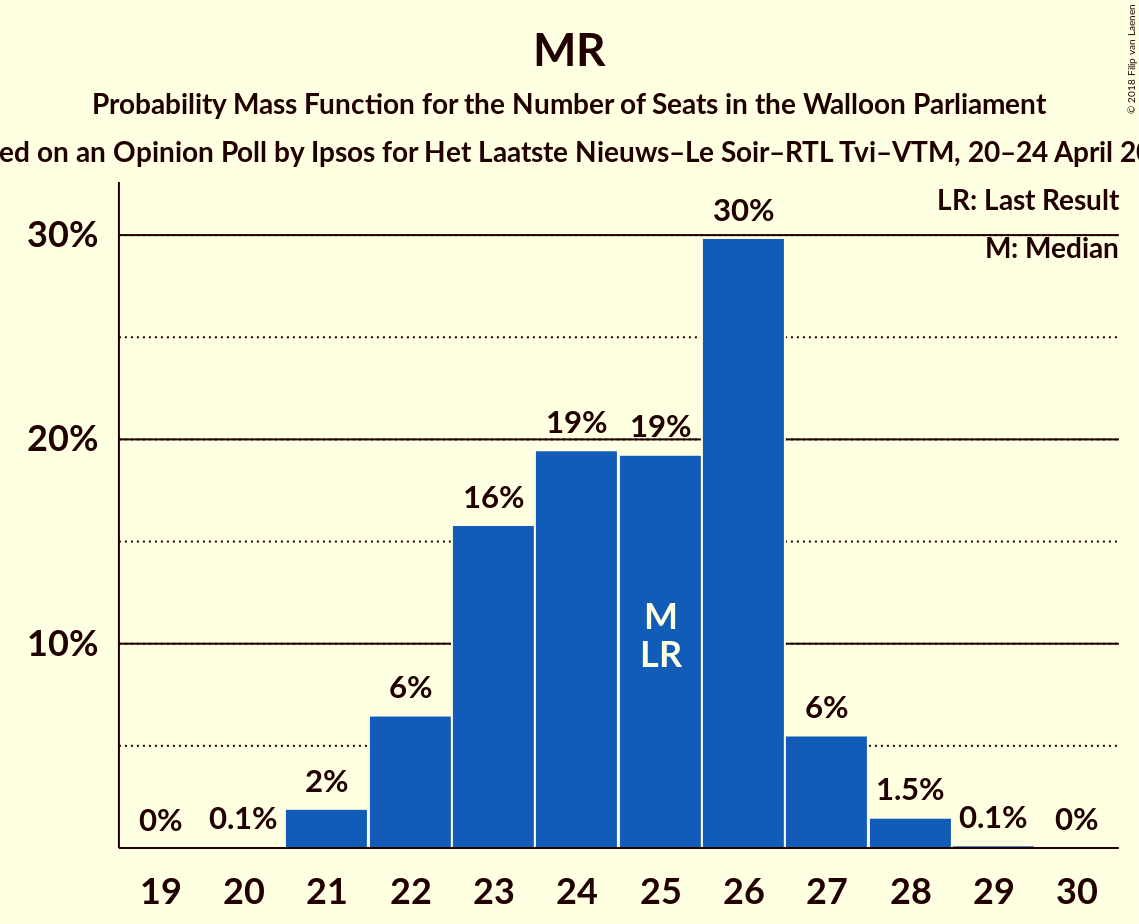 MR
Probability Mass Function for the Number of Seats in the Walloon Parliament
on an Opinion Poll by Ipsos for Het Laatste Nieuws–Le Soir–RTL Tvi–VTM, 20–24 April
© 2018 Filip van Laenen
LR: Last Result
M: Median
30%
20%
10%
0%
0.1%
2%
6%
16%
19%
19%
30%
6%
1.5%
0.1%
0%
M
LR
19 20 21 22 23 24 25 26 27 28 29 30